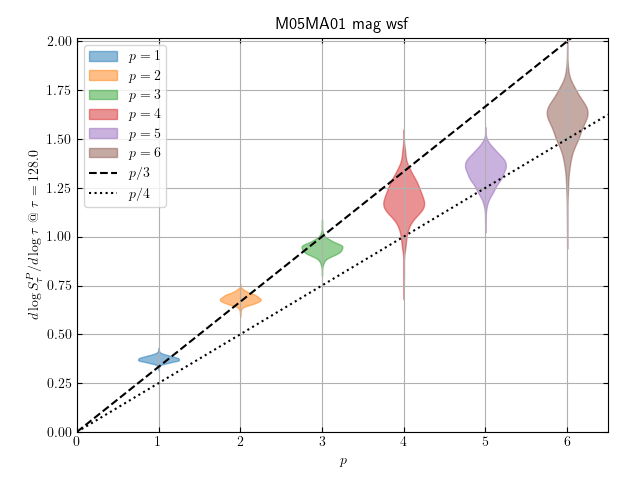 M05MA01 mag wsf
2.00
1.75
1.50
1.25
1.00
0.75
0.50
0.25
0.00
d log S_τ^P / d log τ @ τ = 128.0
p = 1
p = 2
p = 3
p = 4
p = 5
p = 6
p/3
p/4
0 1 2 3 4 5 6
p